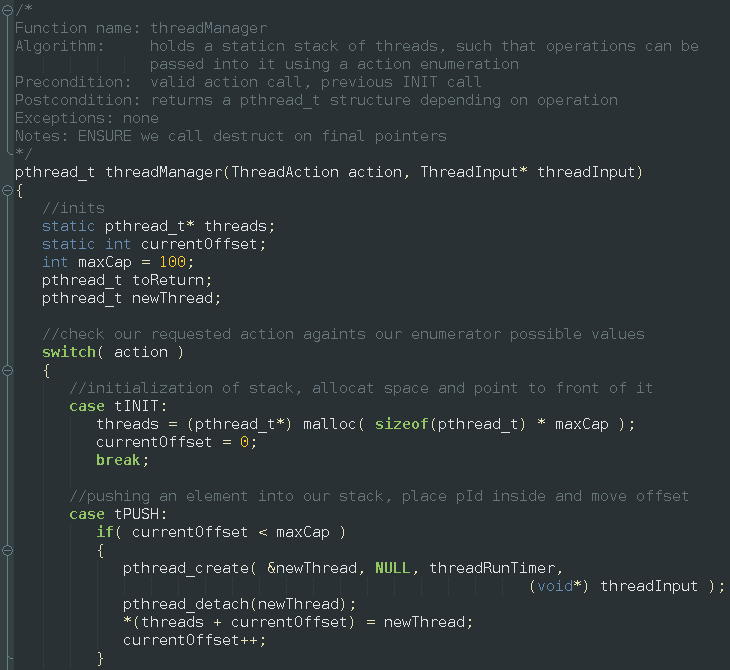 /*
Function name: threadManager
Algorithm:     holds a staticn stack of threads, such that operations can be
               passed into it using a action enumeration
Precondition:  valid action call, previous INIT call
Postcondition: returns a pthread_t structure depending on operation
Exceptions: none
Notes: ENSURE we call destruct on final pointers
*/
pthread_t threadManager(ThreadAction action, ThreadInput* threadInput)
{
   //inits
   static pthread_t* threads;
   static int currentOffset;
   int maxCap = 100;
   pthread_t toReturn;
   pthread_t newThread;

   //check our requested action againts our enumerator possible values
   switch( action )
   {
      //initialization of stack, allocat space and point to front of it
      case tINIT:
         threads = (pthread_t*) malloc( sizeof(pthread_t) * maxCap );
         currentOffset = 0;
         break;

      //pushing an element into our stack, place pId inside and move offset
      case tPUSH:
         if( currentOffset < maxCap )
         {
            pthread_create( &newThread, NULL, threadRunTimer,
                                                         (void*) threadInput );
            pthread_detach(newThread);
            *(threads + currentOffset) = newThread;
            currentOffset++;
         }